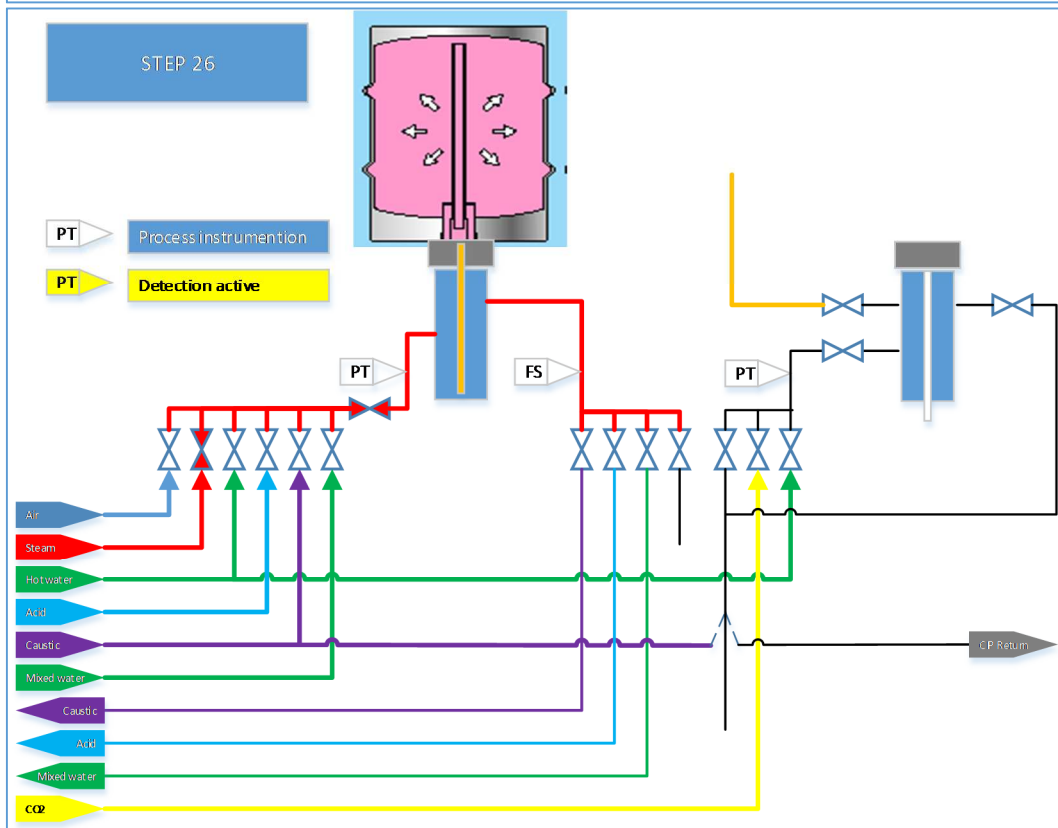 STEP 26
PT
Process instrumention
PT
Detection active
PT
FS
PT
Air
Steam
Hot water
Acid
Caustic
Mixed water
CIP Return
Caustic
Acid
Mixed water
CO2